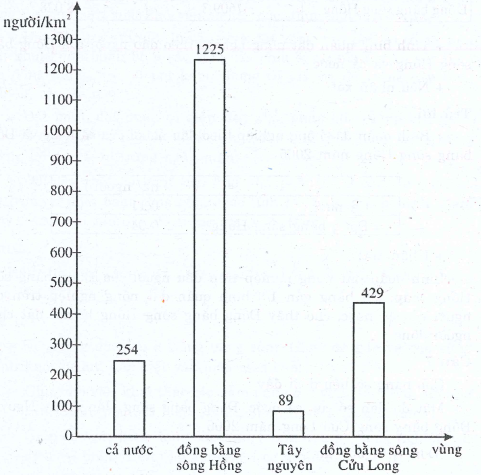 người/km²
1300
1225
1200
1100
1000
900
800
700
600
500
429
400
300
254
200
89
100
0
cả nước
đồng bằng
sông Hồng
Tây
nguyên
đồng bằng sông
Cửu Long
vùng